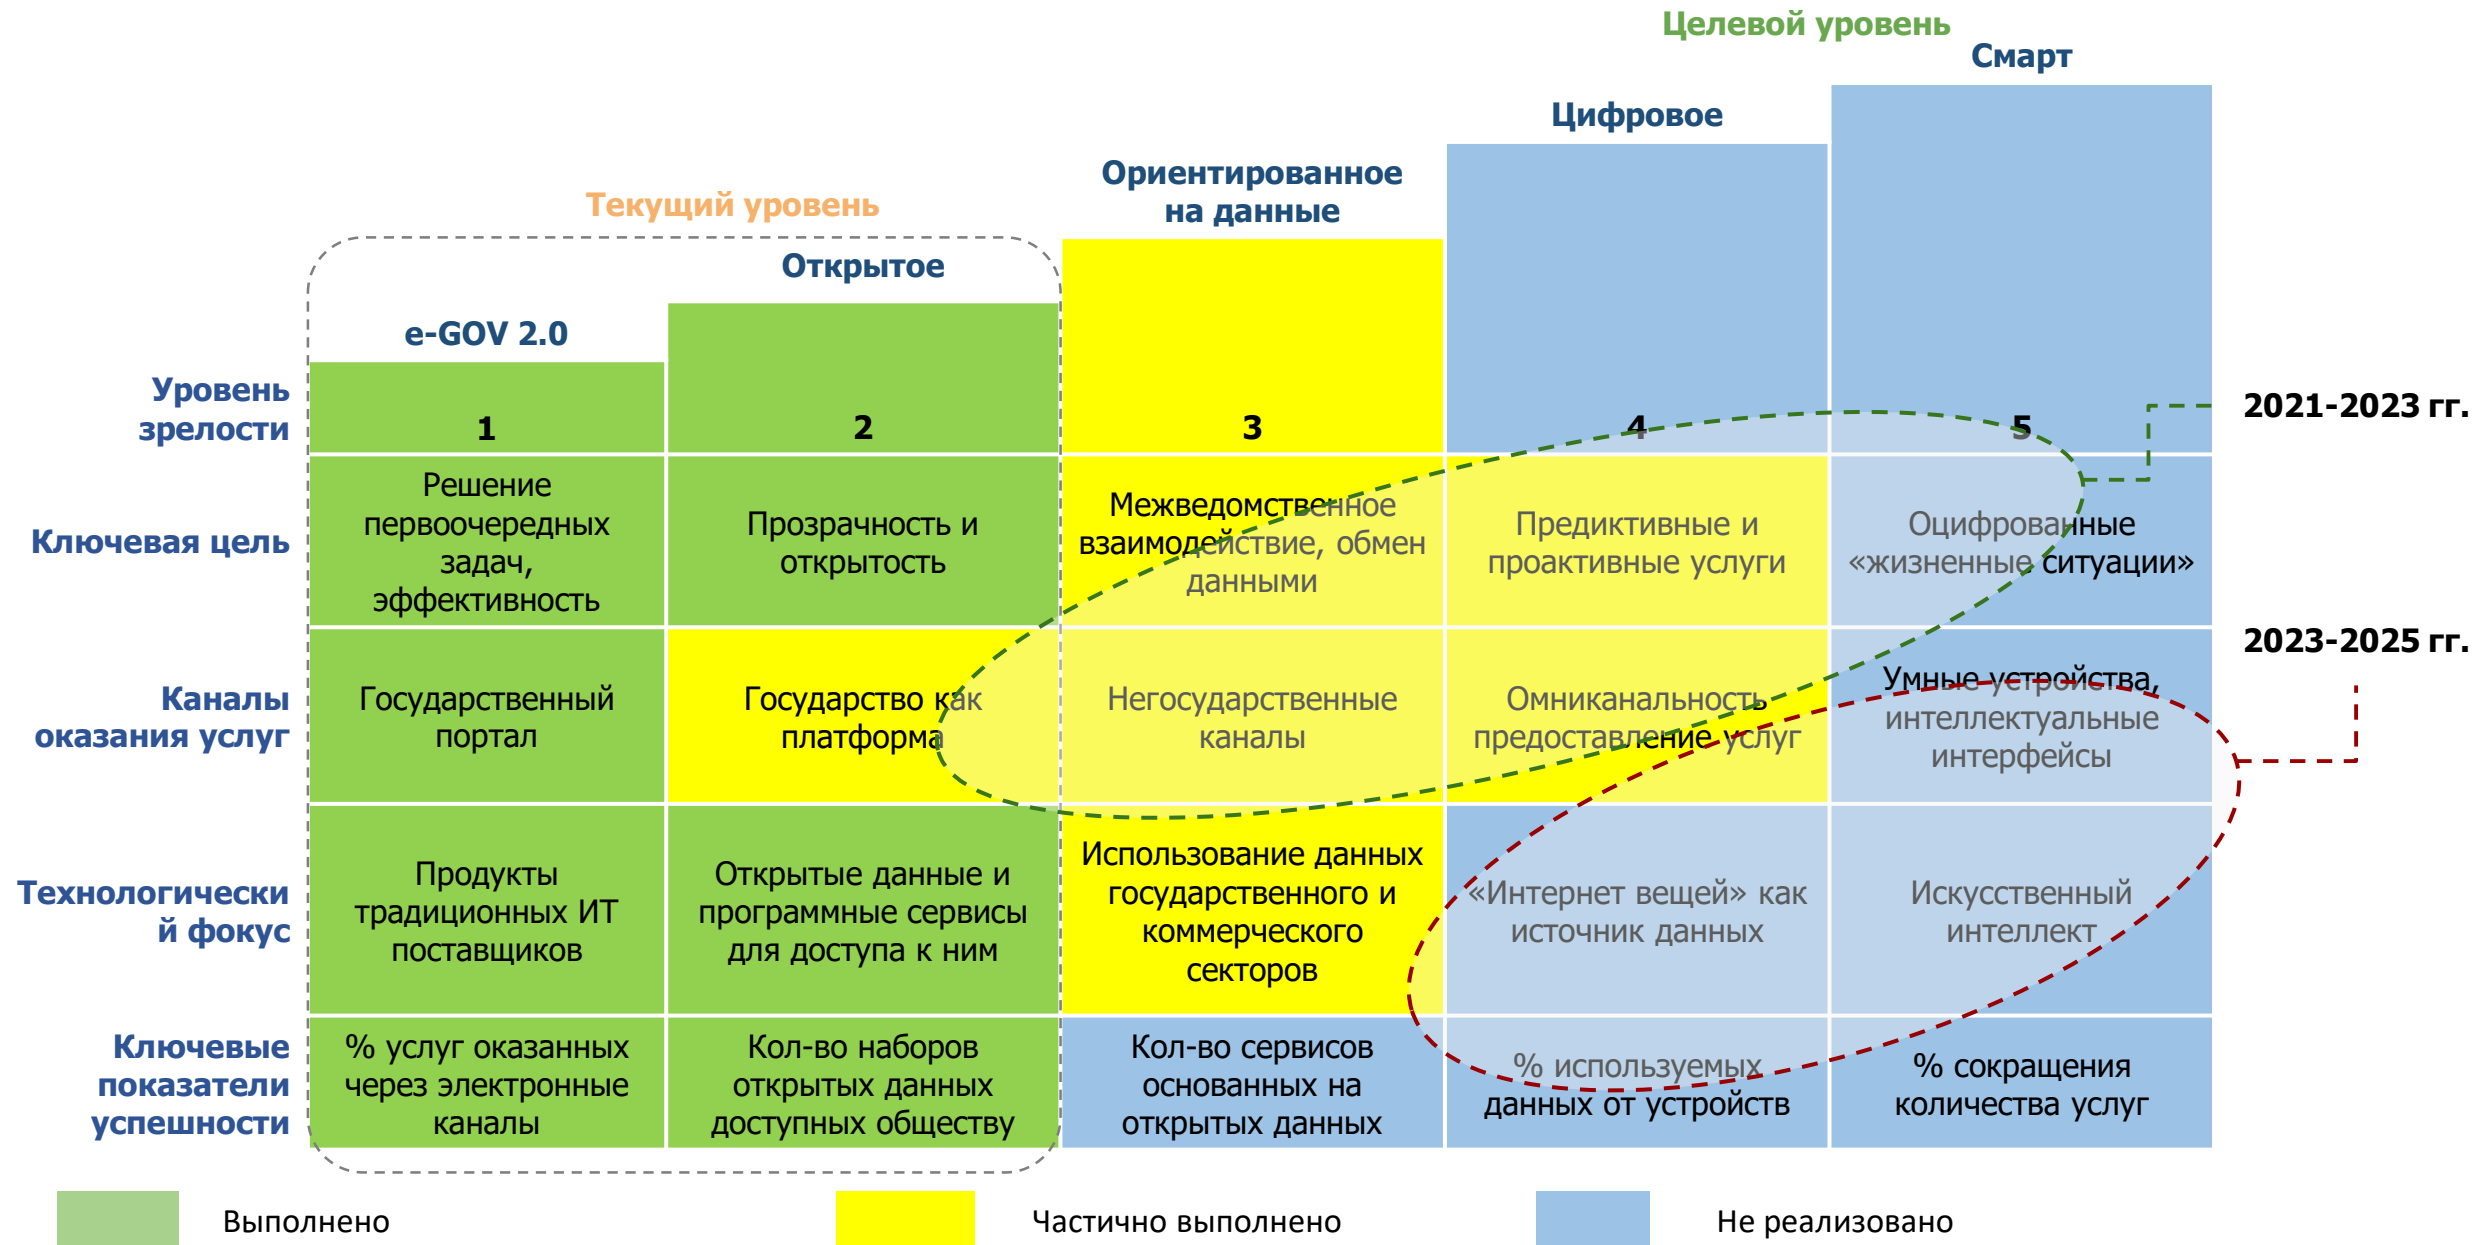 Целевой уровень
Смарт
Цифровое
Ориентированное
на данные
Текущий уровень
Открытое
e-GOV 2.0
Уровень
зрелости
1
2
3
4
5
2021-2023 гг.
Ключевая цель
Решение
первоочередных
задач,
эффективность
Прозрачность и
открытость
Межведомственное
взаимодействие, обмен
данными
Предиктивные и
проактивные услуги
Оцифрованные
«жизненные ситуации»
2023-2025 гг.
Каналы
оказания услуг
Государственный
портал
Государство как
платформа
Негосударственные
каналы
Омниканальность
предоставление услуг
Умные устройства,
интеллектуальные
интерфейсы
Технологически
й фокус
Продукты
традиционных ИТ
поставщиков
Открытые данные и
программные сервисы
для доступа к ним
Использование данных
государственного и
коммерческого
секторов
«Интернет вещей» как
источник данных
Искусственный
интеллект
Ключевые
показатели
успешности
% услуг оказанных
через электронные
каналы
Кол-во наборов
открытых данных
доступных обществу
Кол-во сервисов
основанных на
открытых данных
% используемых
данных от устройств
% сокращения
количества услуг
Выполнено
Частично выполнено
Не реализовано